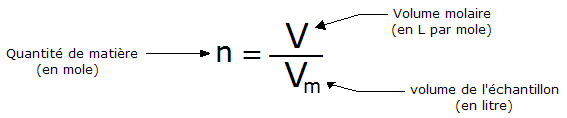 Volume molaire
(en L par mole)
Quantité de matière
(en mole)
n = V / Vm
volume de l'échantillon
(en litre)